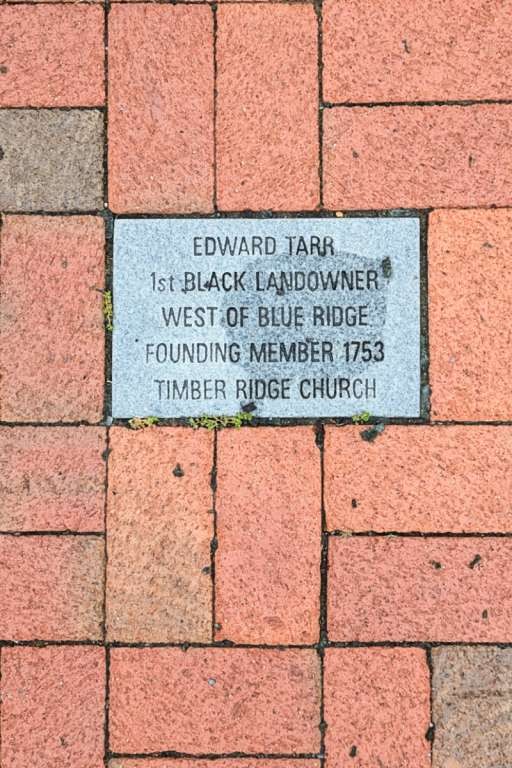 EDWARD TARR
1st BLACK LANDOWNER
WEST OF BLUE RIDGE
FOUNDING MEMBER 1753
TIMBER RIDGE CHURCH